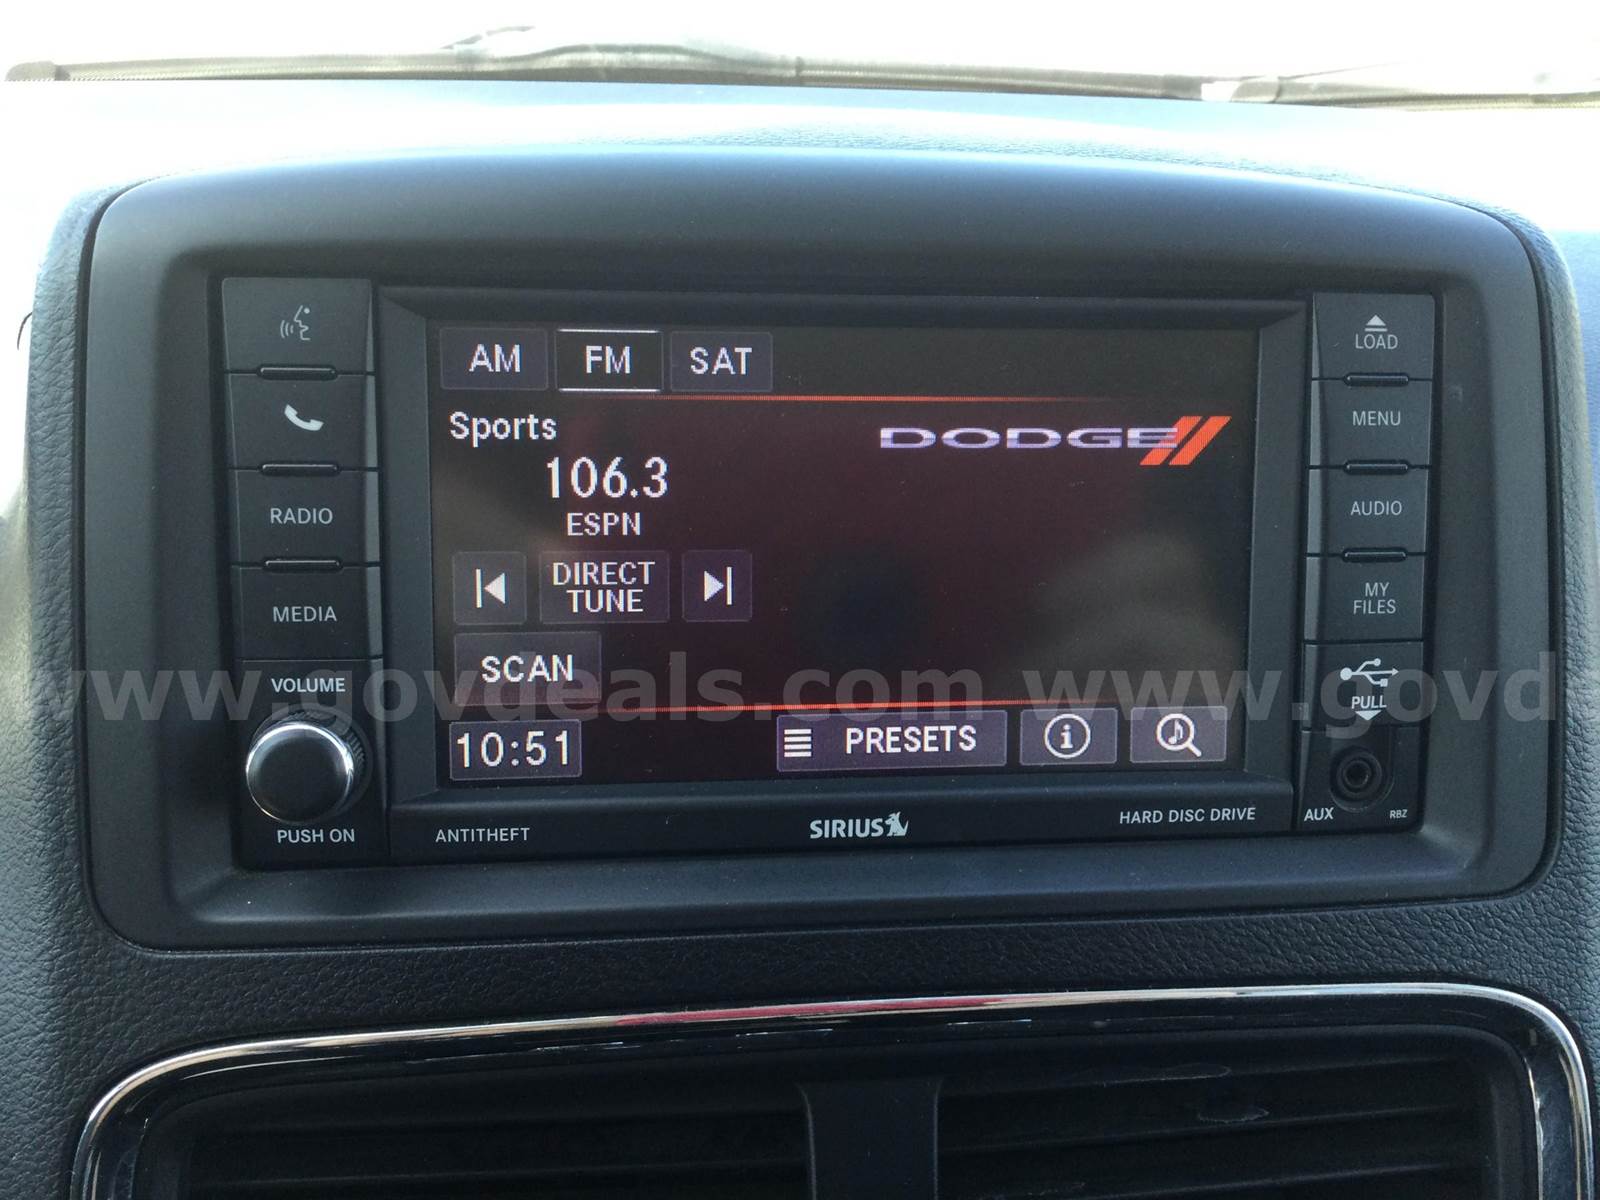 AM FM SAT
Sports
DODGE
106.3
ESPN
DIRECT
TUNE
SCAN
10:51
PRESETS
RADIO
MEDIA
VOLUME
PUSH ON
ANTITHEFT
SIRIUS
HARD DISC DRIVE
LOAD
MENU
AUDIO
MY
FILES
PULL
AUX
RBZ
www.govdeals.com www.govd